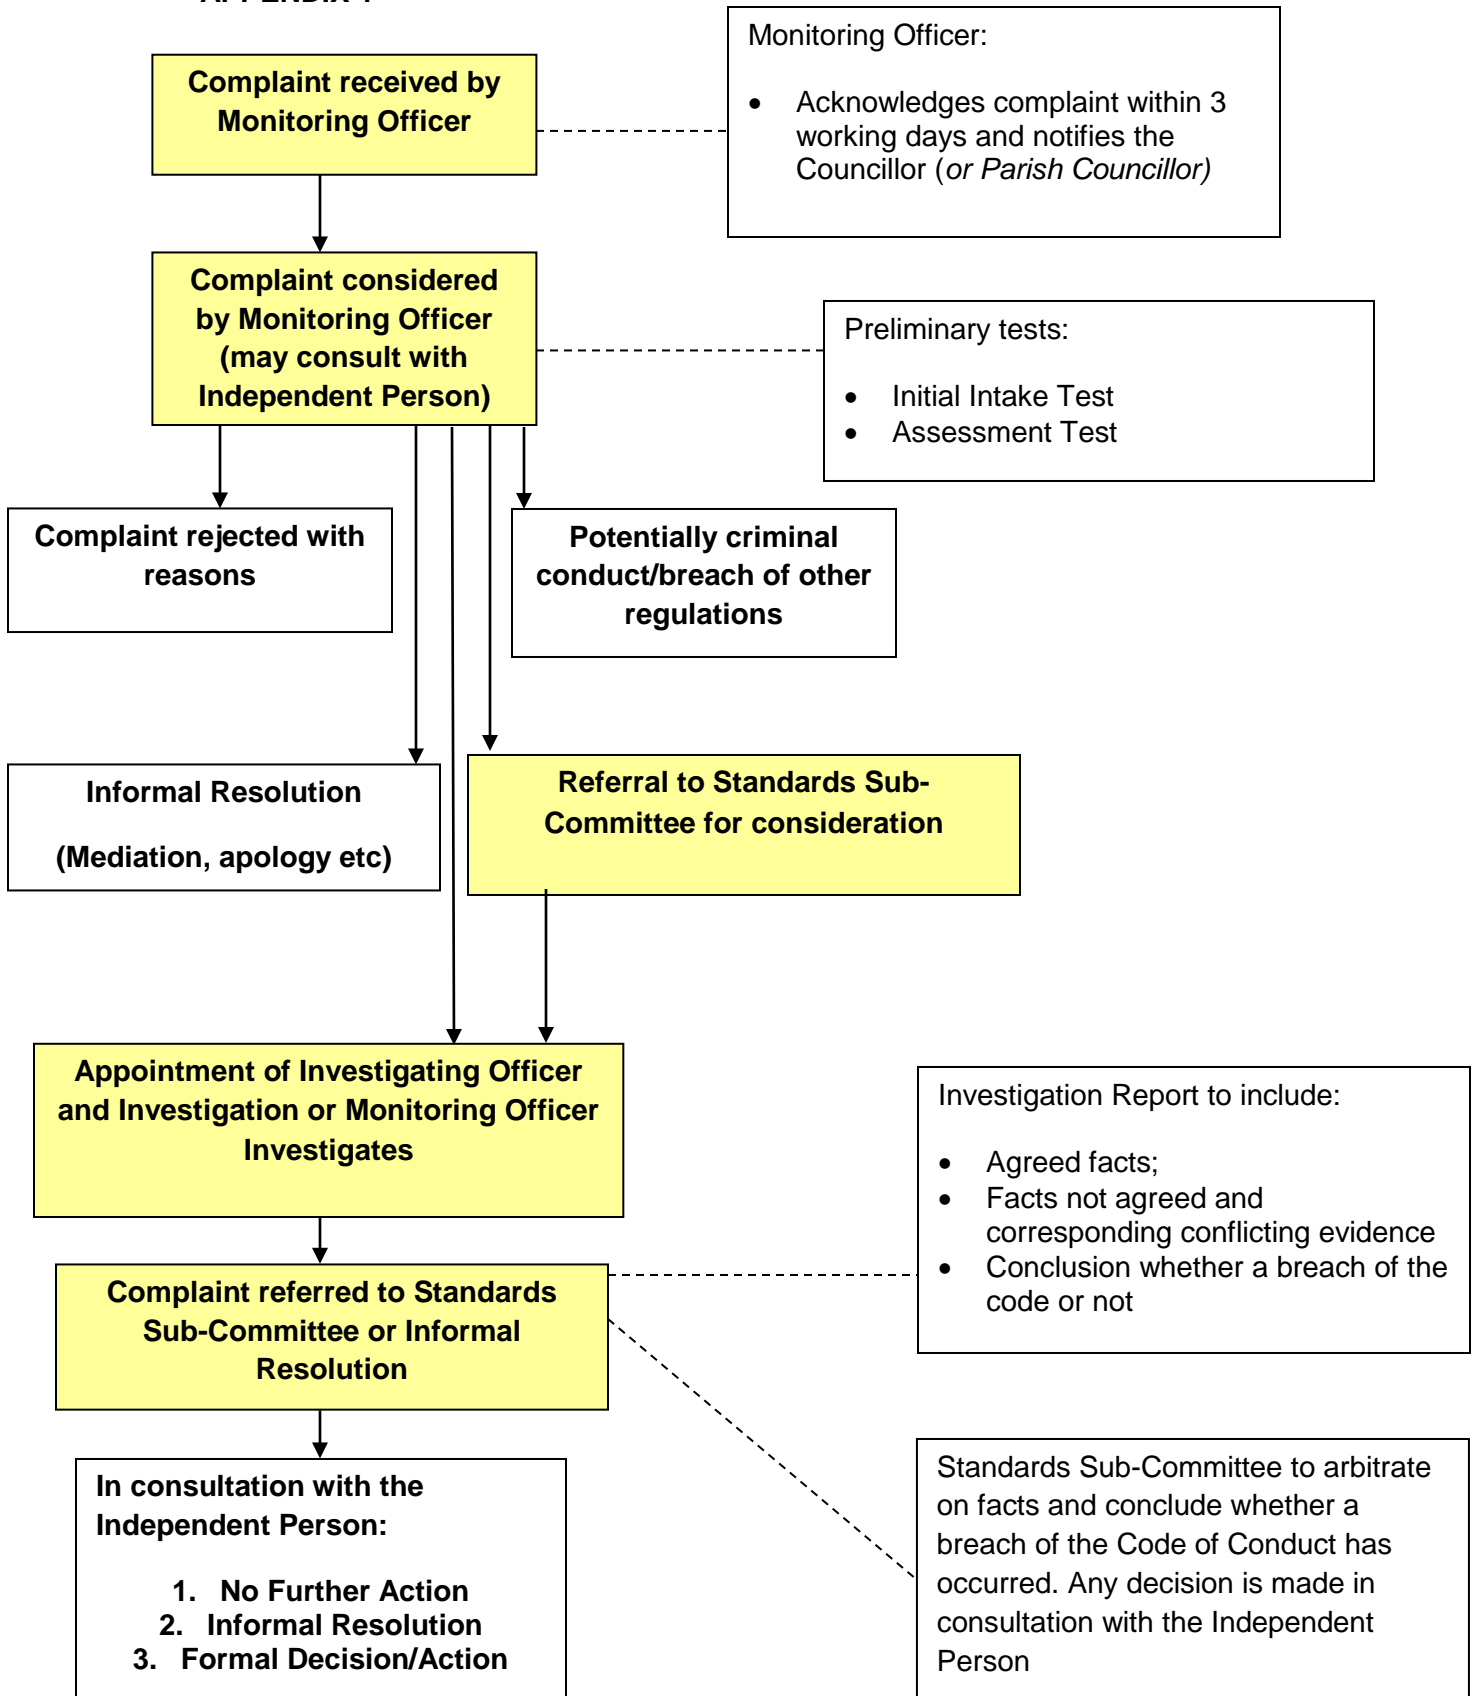 Complaint received by
Monitoring Officer
Monitoring Officer:
• Acknowledges complaint within 3
working days and notifies the
Councillor (or Parish Councillor)
Complaint considered
by Monitoring Officer
(may consult with
Independent Person)
Preliminary tests:
• Initial Intake Test
• Assessment Test
Complaint rejected with
reasons
Potentially criminal
conduct/breach of other
regulations
Informal Resolution
(Mediation, apology etc)
Referral to Standards Sub-
Committee for consideration
Appointment of Investigating Officer
and Investigation or Monitoring Officer
Investigates
Investigation Report to include:
• Agreed facts;
• Facts not agreed and
corresponding conflicting evidence
• Conclusion whether a breach of the
code or not
Complaint referred to Standards
Sub-Committee or Informal
Resolution
In consultation with the
Independent Person:
1. No Further Action
2. Informal Resolution
3. Formal Decision/Action
Standards Sub-Committee to arbitrate
on facts and conclude whether a
breach of the Code of Conduct has
occurred. Any decision is made in
consultation with the Independent
Person